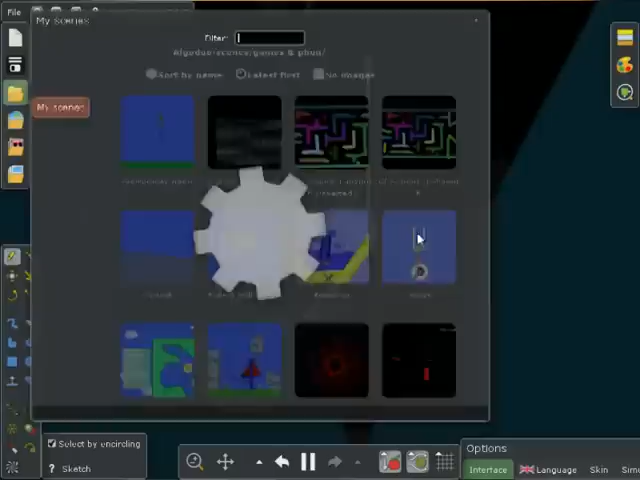 File
My scenes
Filter:
Algodoo/scenes/games & phun/
Sort by name
Latest first
No images
My scenes
Select by encircling
? Sketch
Options
Interface
Language
Skin
Simu